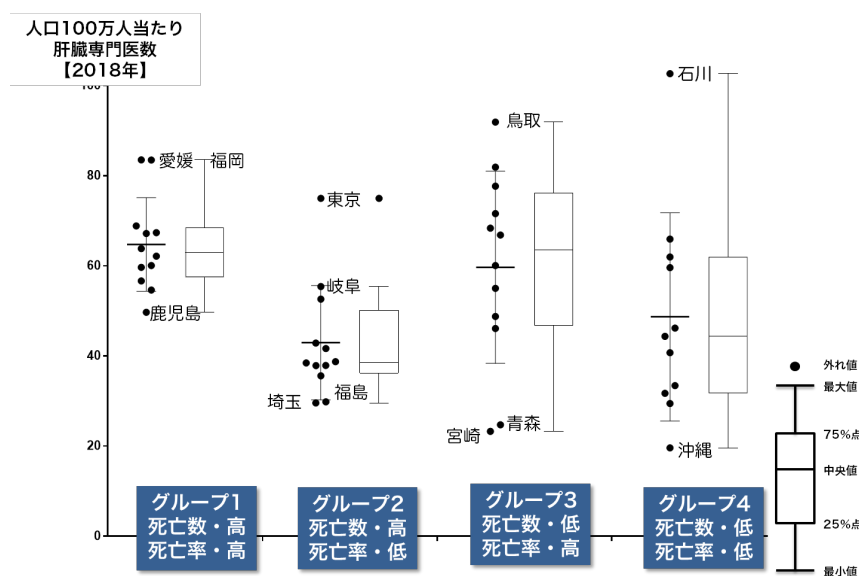 人口100万人当たり
肝臓専門医数
【2018年】
100
80
60
40
20
0
愛媛
福岡
鹿児島
東京
岐阜
埼玉
福島
鳥取
宮崎
青森
石川
沖縄
グループ1
死亡数・高
死亡率・高
グループ2
死亡数・高
死亡率・低
グループ3
死亡数・低
死亡率・高
グループ4
死亡数・低
死亡率・低
外れ値
最大値
75%点
中央値
25%点
最小値